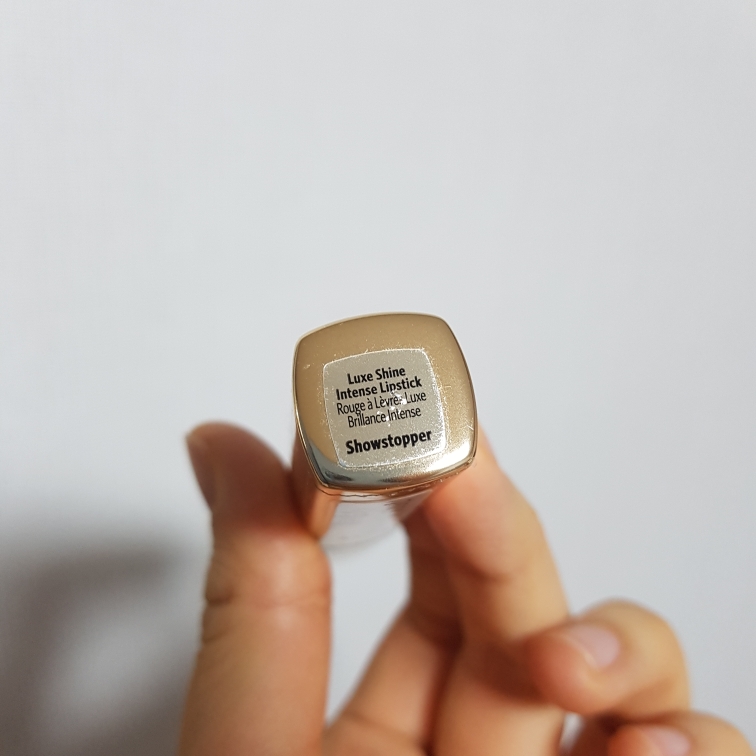 Luxe Shine
Intense Lipstick
Rouge à Lèvres Luxe
Brillance Intense
Showstopper